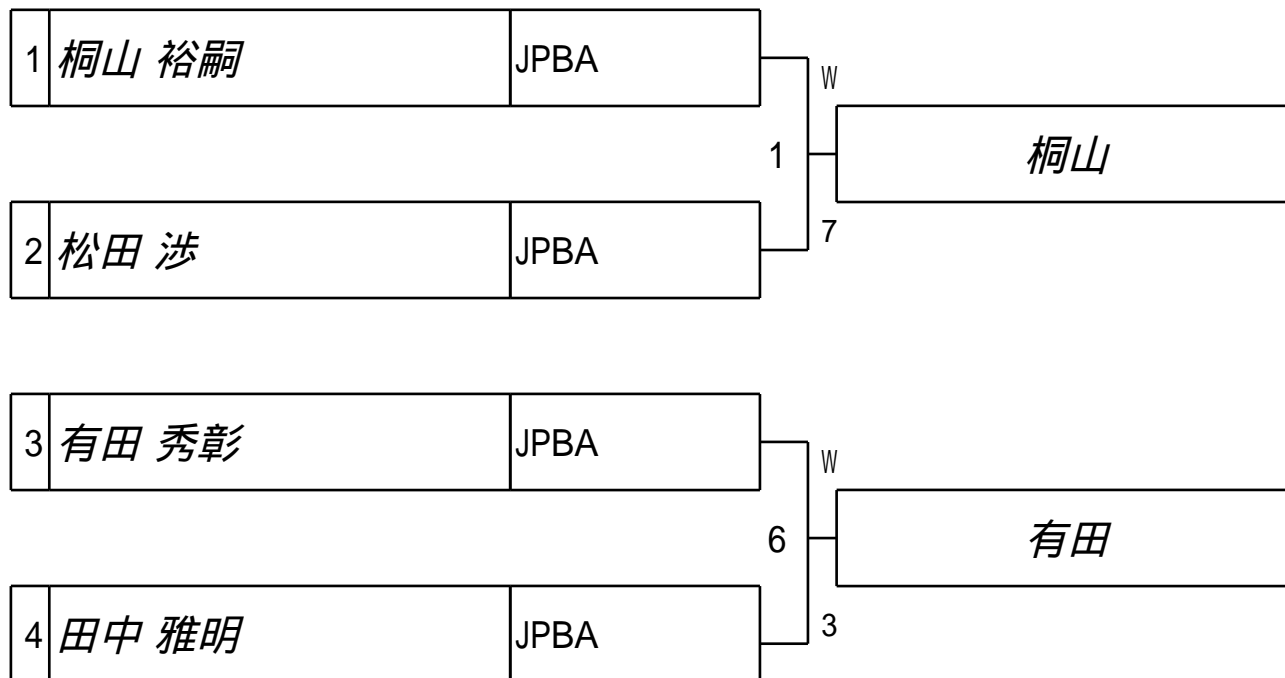 1 桐山 裕嗣 JPBA
W
1 桐山
7
2 松田 渉 JPBA
3 有田 秀彰 JPBA
W
6 有田
3
4 田中 雅明 JPBA